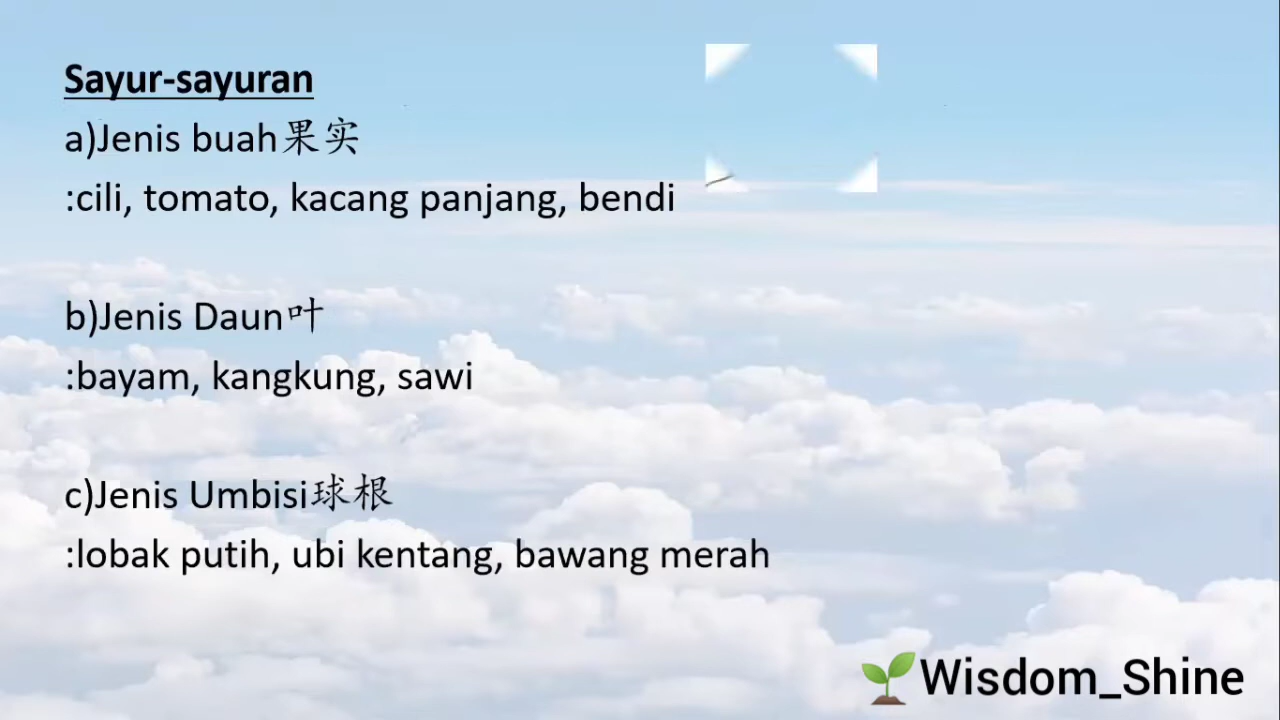 Sayur-sayuran
a)Jenis buah果实
:cili, tomato, kacang panjang, bendi
b)Jenis Daun叶
:bayam, kangkung, sawi
c)Jenis Umbisi球根
:lobak putih, ubi kentang, bawang merah
Wisdom_Shine